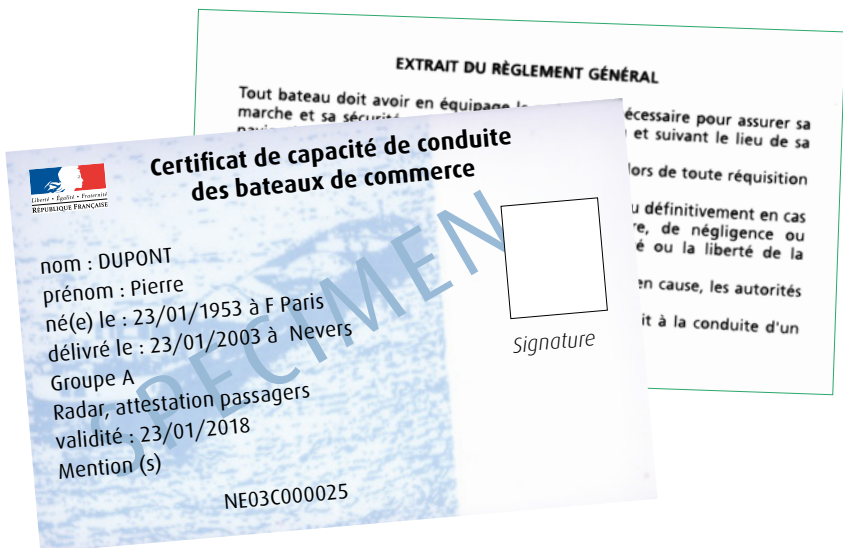 EXTRAIT DU RÈGLEMENT GÉNÉRAL
Tout bateau doit avoir en équipage
écessaire pour assurer sa
marche et sa sécurité
et suivant le lieu de sa
lors de toute réquisition
définitivement en cas
de négligence ou
ou la liberté de la
en cause, les autorités
à la conduite d'un
Liberté • Égalité • Fraternité
RÉPUBLIQUE FRANÇAISE
Certificat de capacité de conduite
des bateaux de commerce
SPECIMEN
nom : DUPONT
prénom : Pierre
né(e) le : 23/01/1953 à F Paris
délivré le : 23/01/2003 à Nevers
Groupe A
Radar, attestation passagers
validité : 23/01/2018
Mention (s)
NE03C000025
Signature